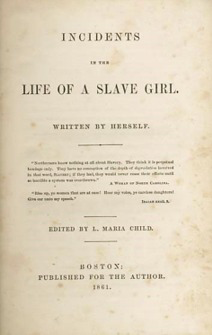 INCIDENTS
IN THE
LIFE OF A SLAVE GIRL.
WRITTEN BY HERSELF.
"Northerners know nothing at all about Slavery. They think it is perpetual
bondage only. They have no conception of the depth of degradation involved
in that word, SLAVERY; if they had, they would never cease their efforts until
so horrible a system was overthrown."
A WOMAN OF NORTH CAROLINA.
"Rise up, ye women that are at ease! Hear my voice, ye careless daughters!
Give ear unto my speech."
ISAIAH xxxii. 9.
EDITED BY L. MARIA CHILD.
BOSTON:
PUBLISHED FOR THE AUTHOR.
1861.